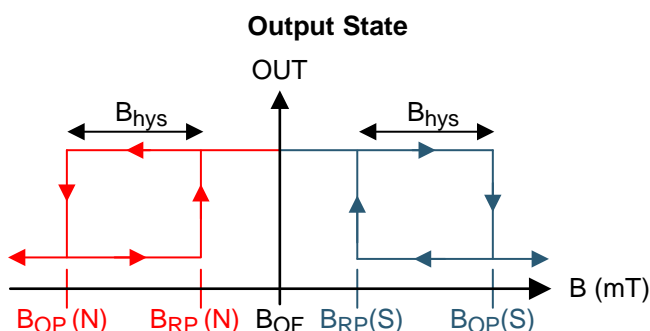 Output State
OUT
Bhys Bhys
B (mT)
BOP (N) BRP (N) BOF BRP(S) BOP(S)